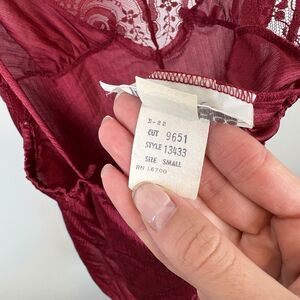 E-22
CUT 9651
STYLE 13433
SIZE SMALL
RN 16700